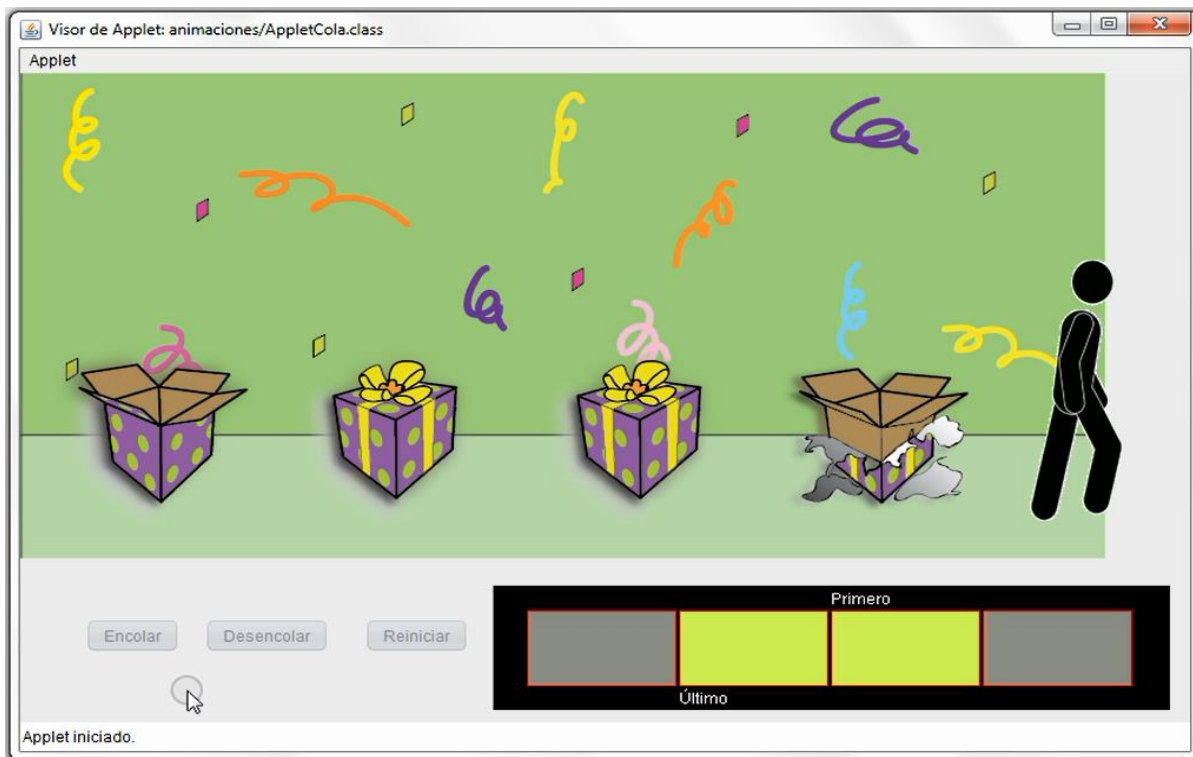 Visor de Applet: animaciones/AppletCola.class
Applet
Encolar Desencolar Reiniciar
Primero
Último
Applet iniciado.